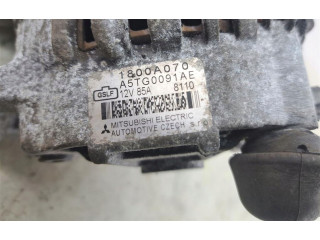 1800A070
GSLF A5TG0091AE
12V 85A 8110
MITSUBISHI ELECTRIC
AUTOMOTIVE CZECH s.r.o.